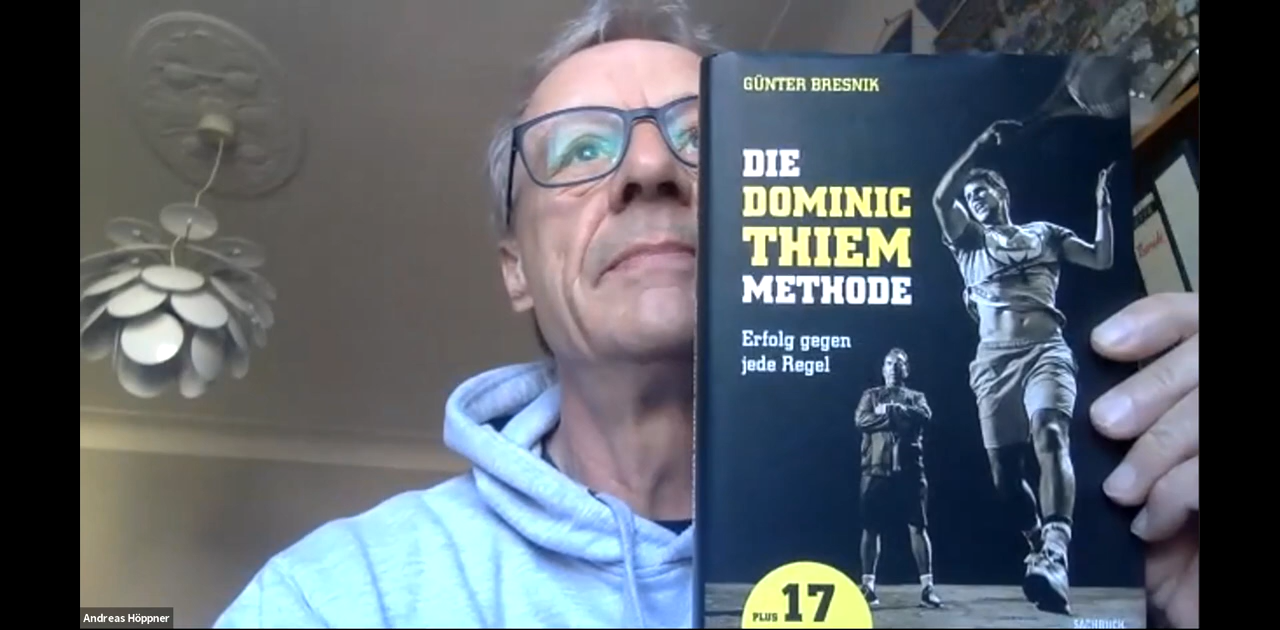 GÜNTER BRESNIK
DIE
DOMINIC
THIEM
METHODE
Erfolg gegen
jede Regel
PLUS 17
SACHBUCH
Andreas Höppner